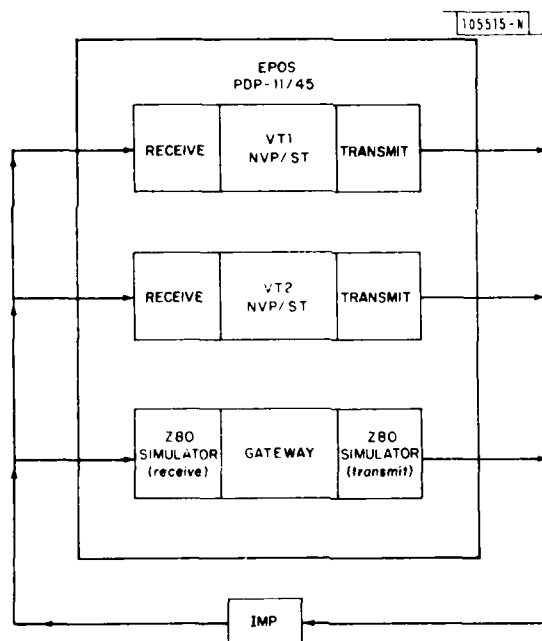 105515-N
EPOS
PDP-11/45
RECEIVE
VT1
NVP/ST
TRANSMIT
RECEIVE
VT2
NVP/ST
TRANSMIT
Z80
SIMULATOR
(receive)
GATEWAY
Z80
SIMULATOR
(transmit)
IMP